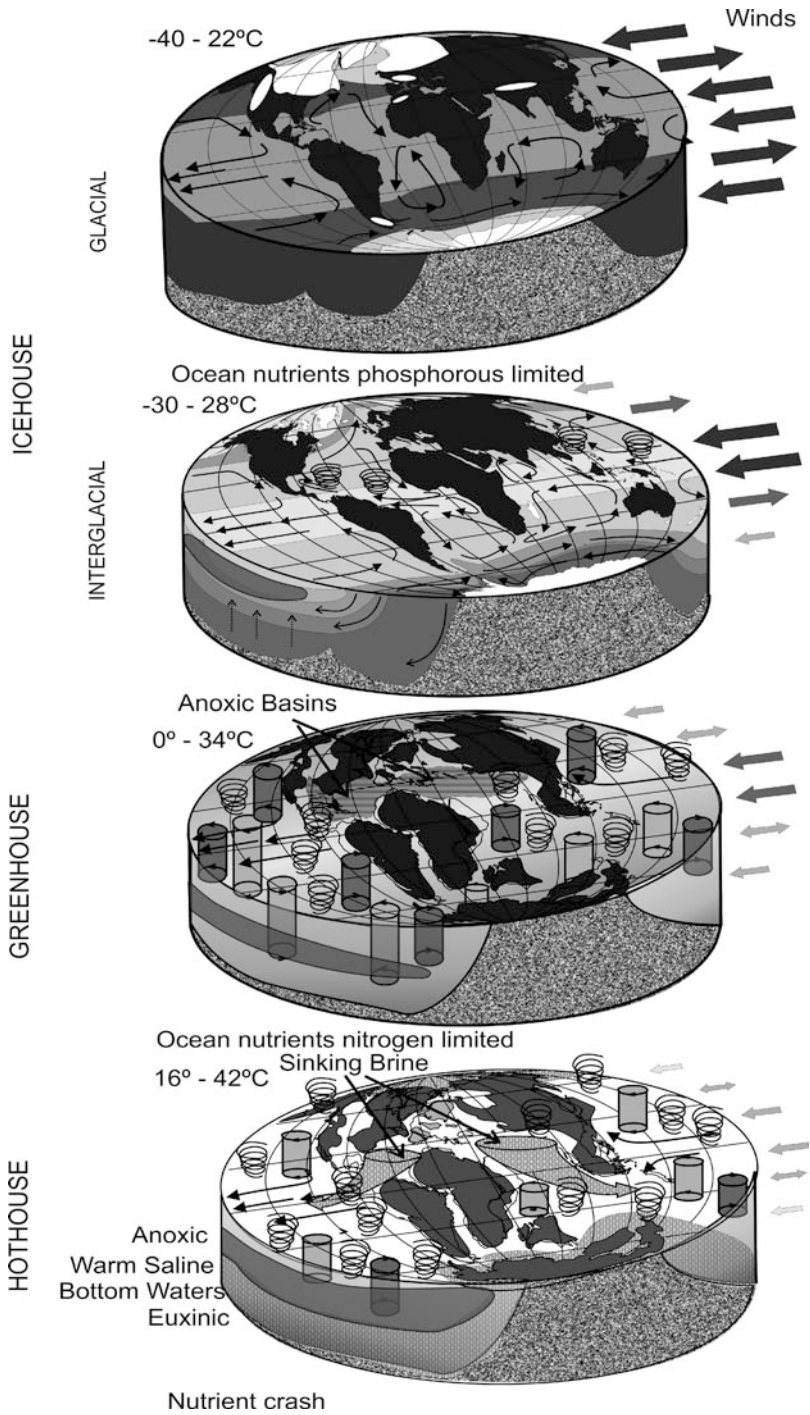 Winds
-40 - 22ºC
GLACIAL
ICEHOUSE
Ocean nutrients phosphorous limited
-30 - 28ºC
INTERGLACIAL
Anoxic Basins
0º - 34ºC
GREENHOUSE
Ocean nutrients nitrogen limited
Sinking Brine
16º - 42ºC
HOTHOUSE
Anoxic
Warm Saline
Bottom Waters
Euxinic
Nutrient crash